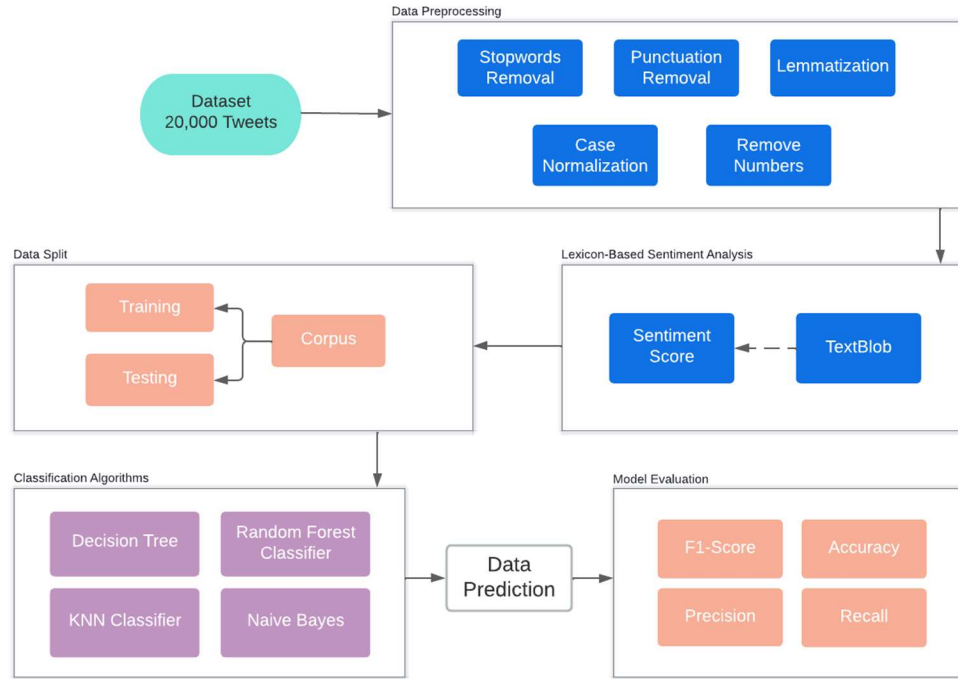 Data Preprocessing
Stopwords
Removal
Punctuation
Removal
Lemmatization
Dataset
20,000 Tweets
Case
Normalization
Remove
Numbers
Data Split
Lexicon-Based Sentiment Analysis
Training
Corpus
Testing
Sentiment
Score
TextBlob
Classification Algorithms
Model Evaluation
Decision Tree
Random Forest
Classifier
KNN Classifier
Naive Bayes
Data
Prediction
F1-Score
Accuracy
Precision
Recall